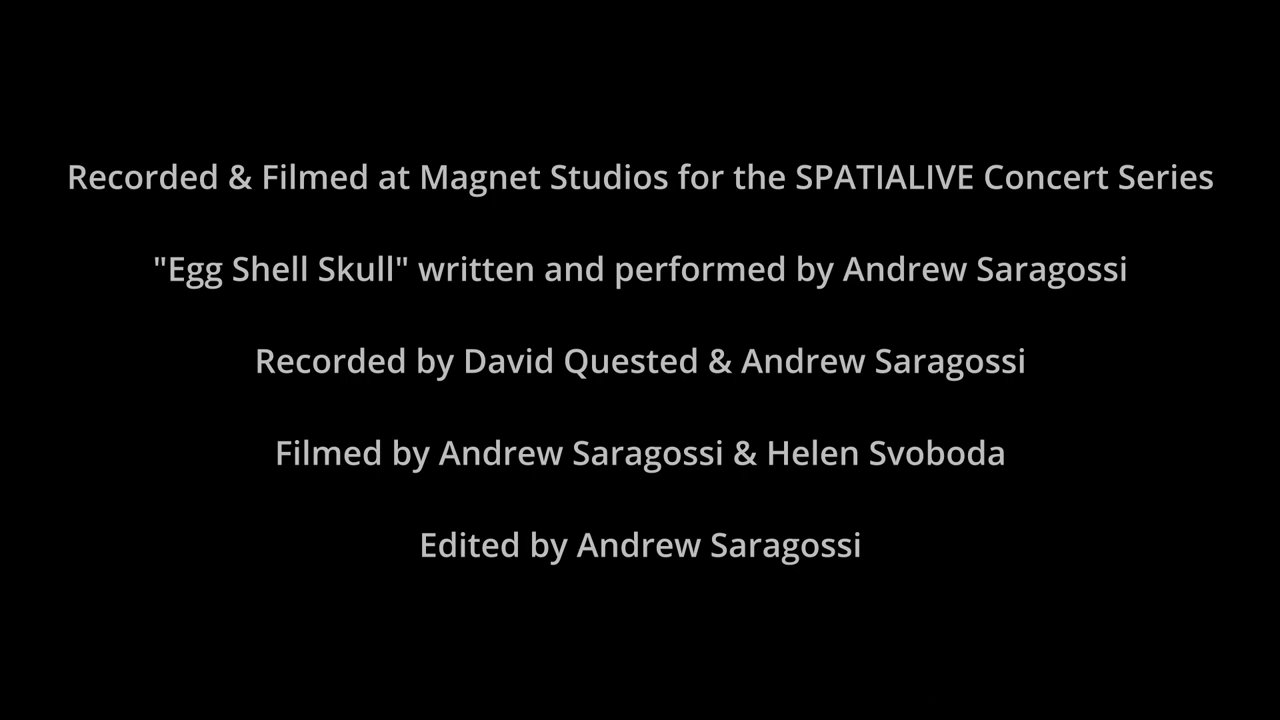 Recorded & Filmed at Magnet Studios for the SPATIALIVE Concert Series
"Egg Shell Skull" written and performed by Andrew Saragossi
Recorded by David Quested & Andrew Saragossi
Filmed by Andrew Saragossi & Helen Svoboda
Edited by Andrew Saragossi